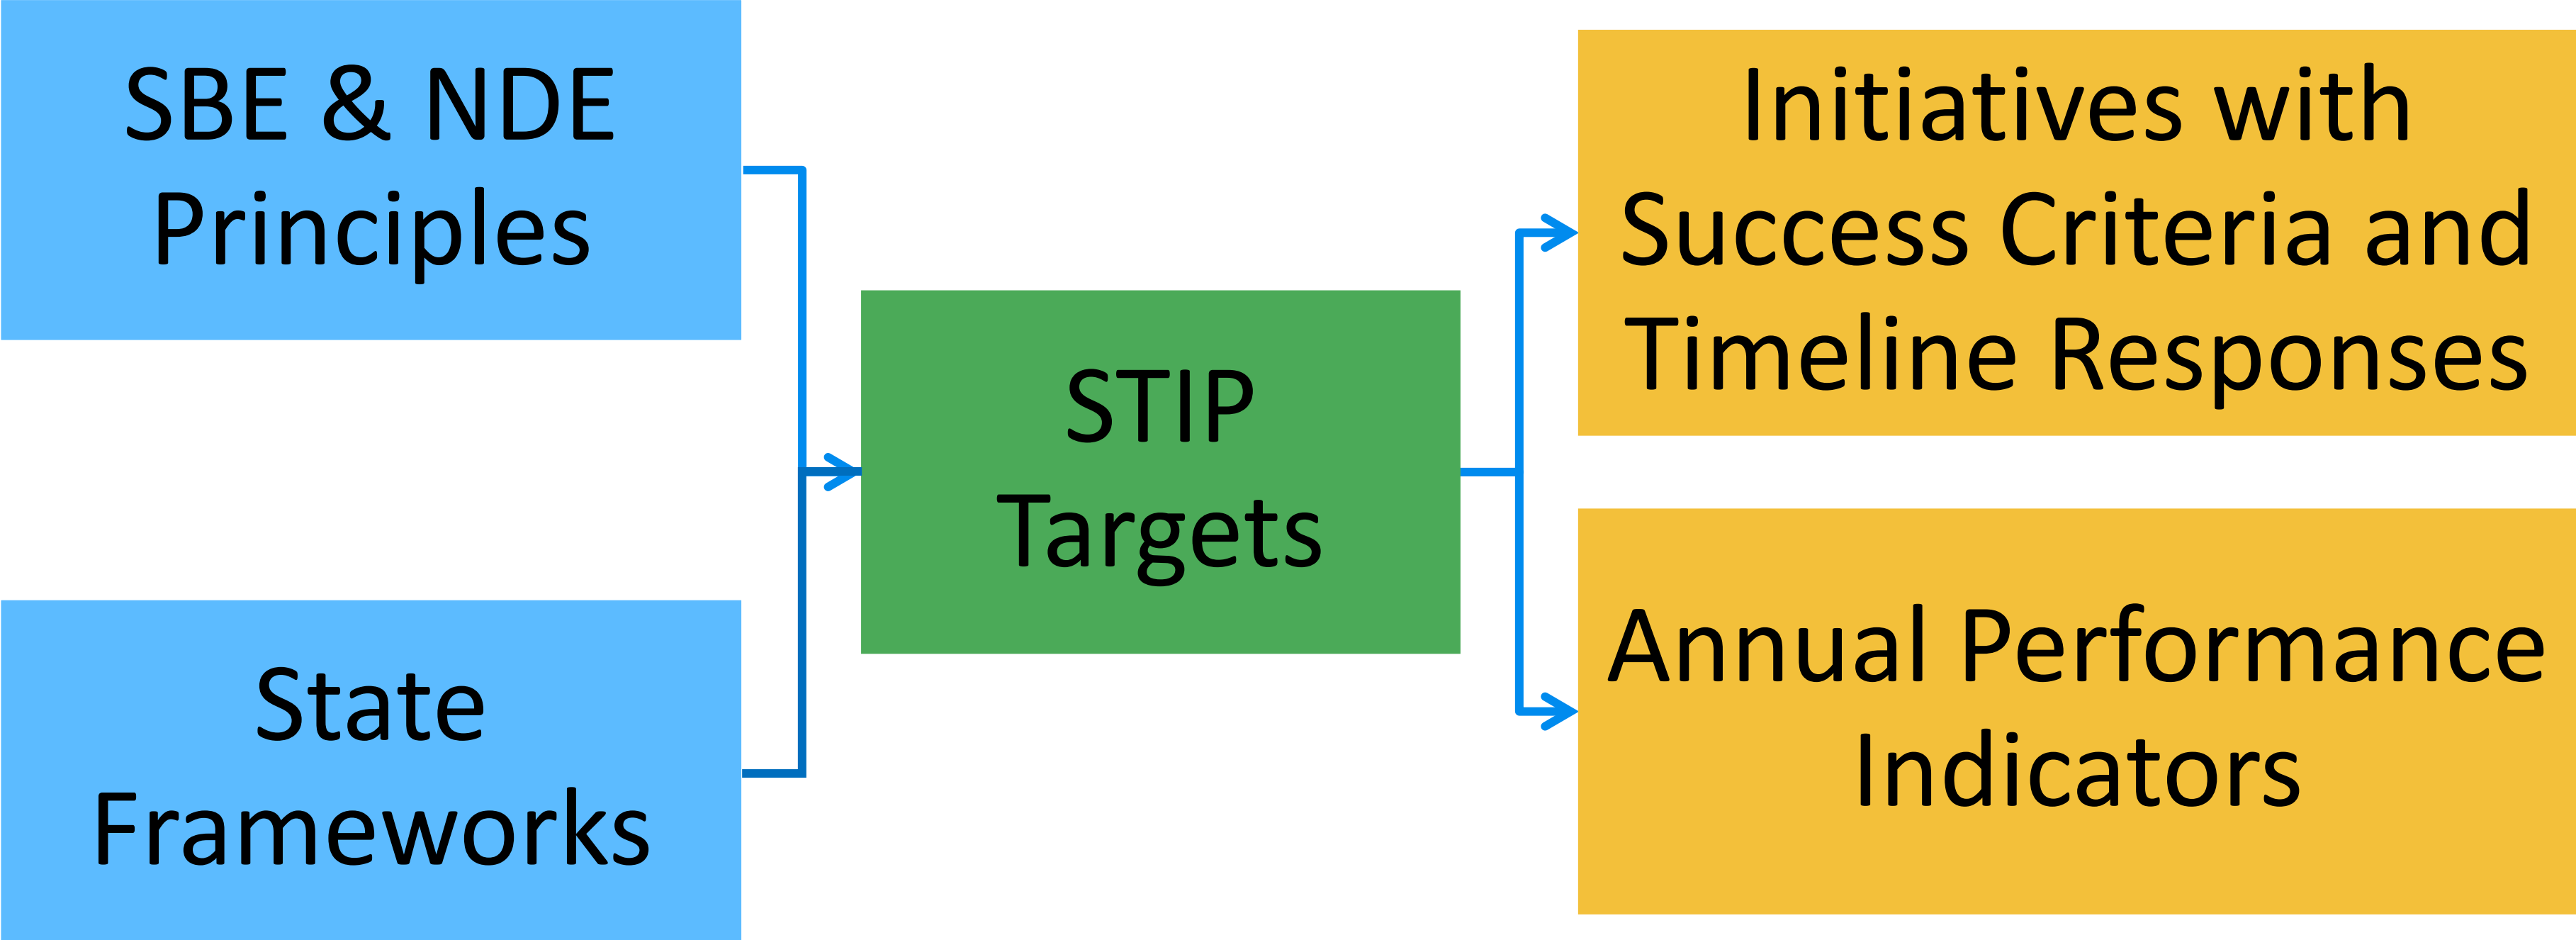 SBE & NDE
Principles
State
Frameworks
STIP
Targets
Initiatives with
Success Criteria and
Timeline Responses
Annual Performance
Indicators